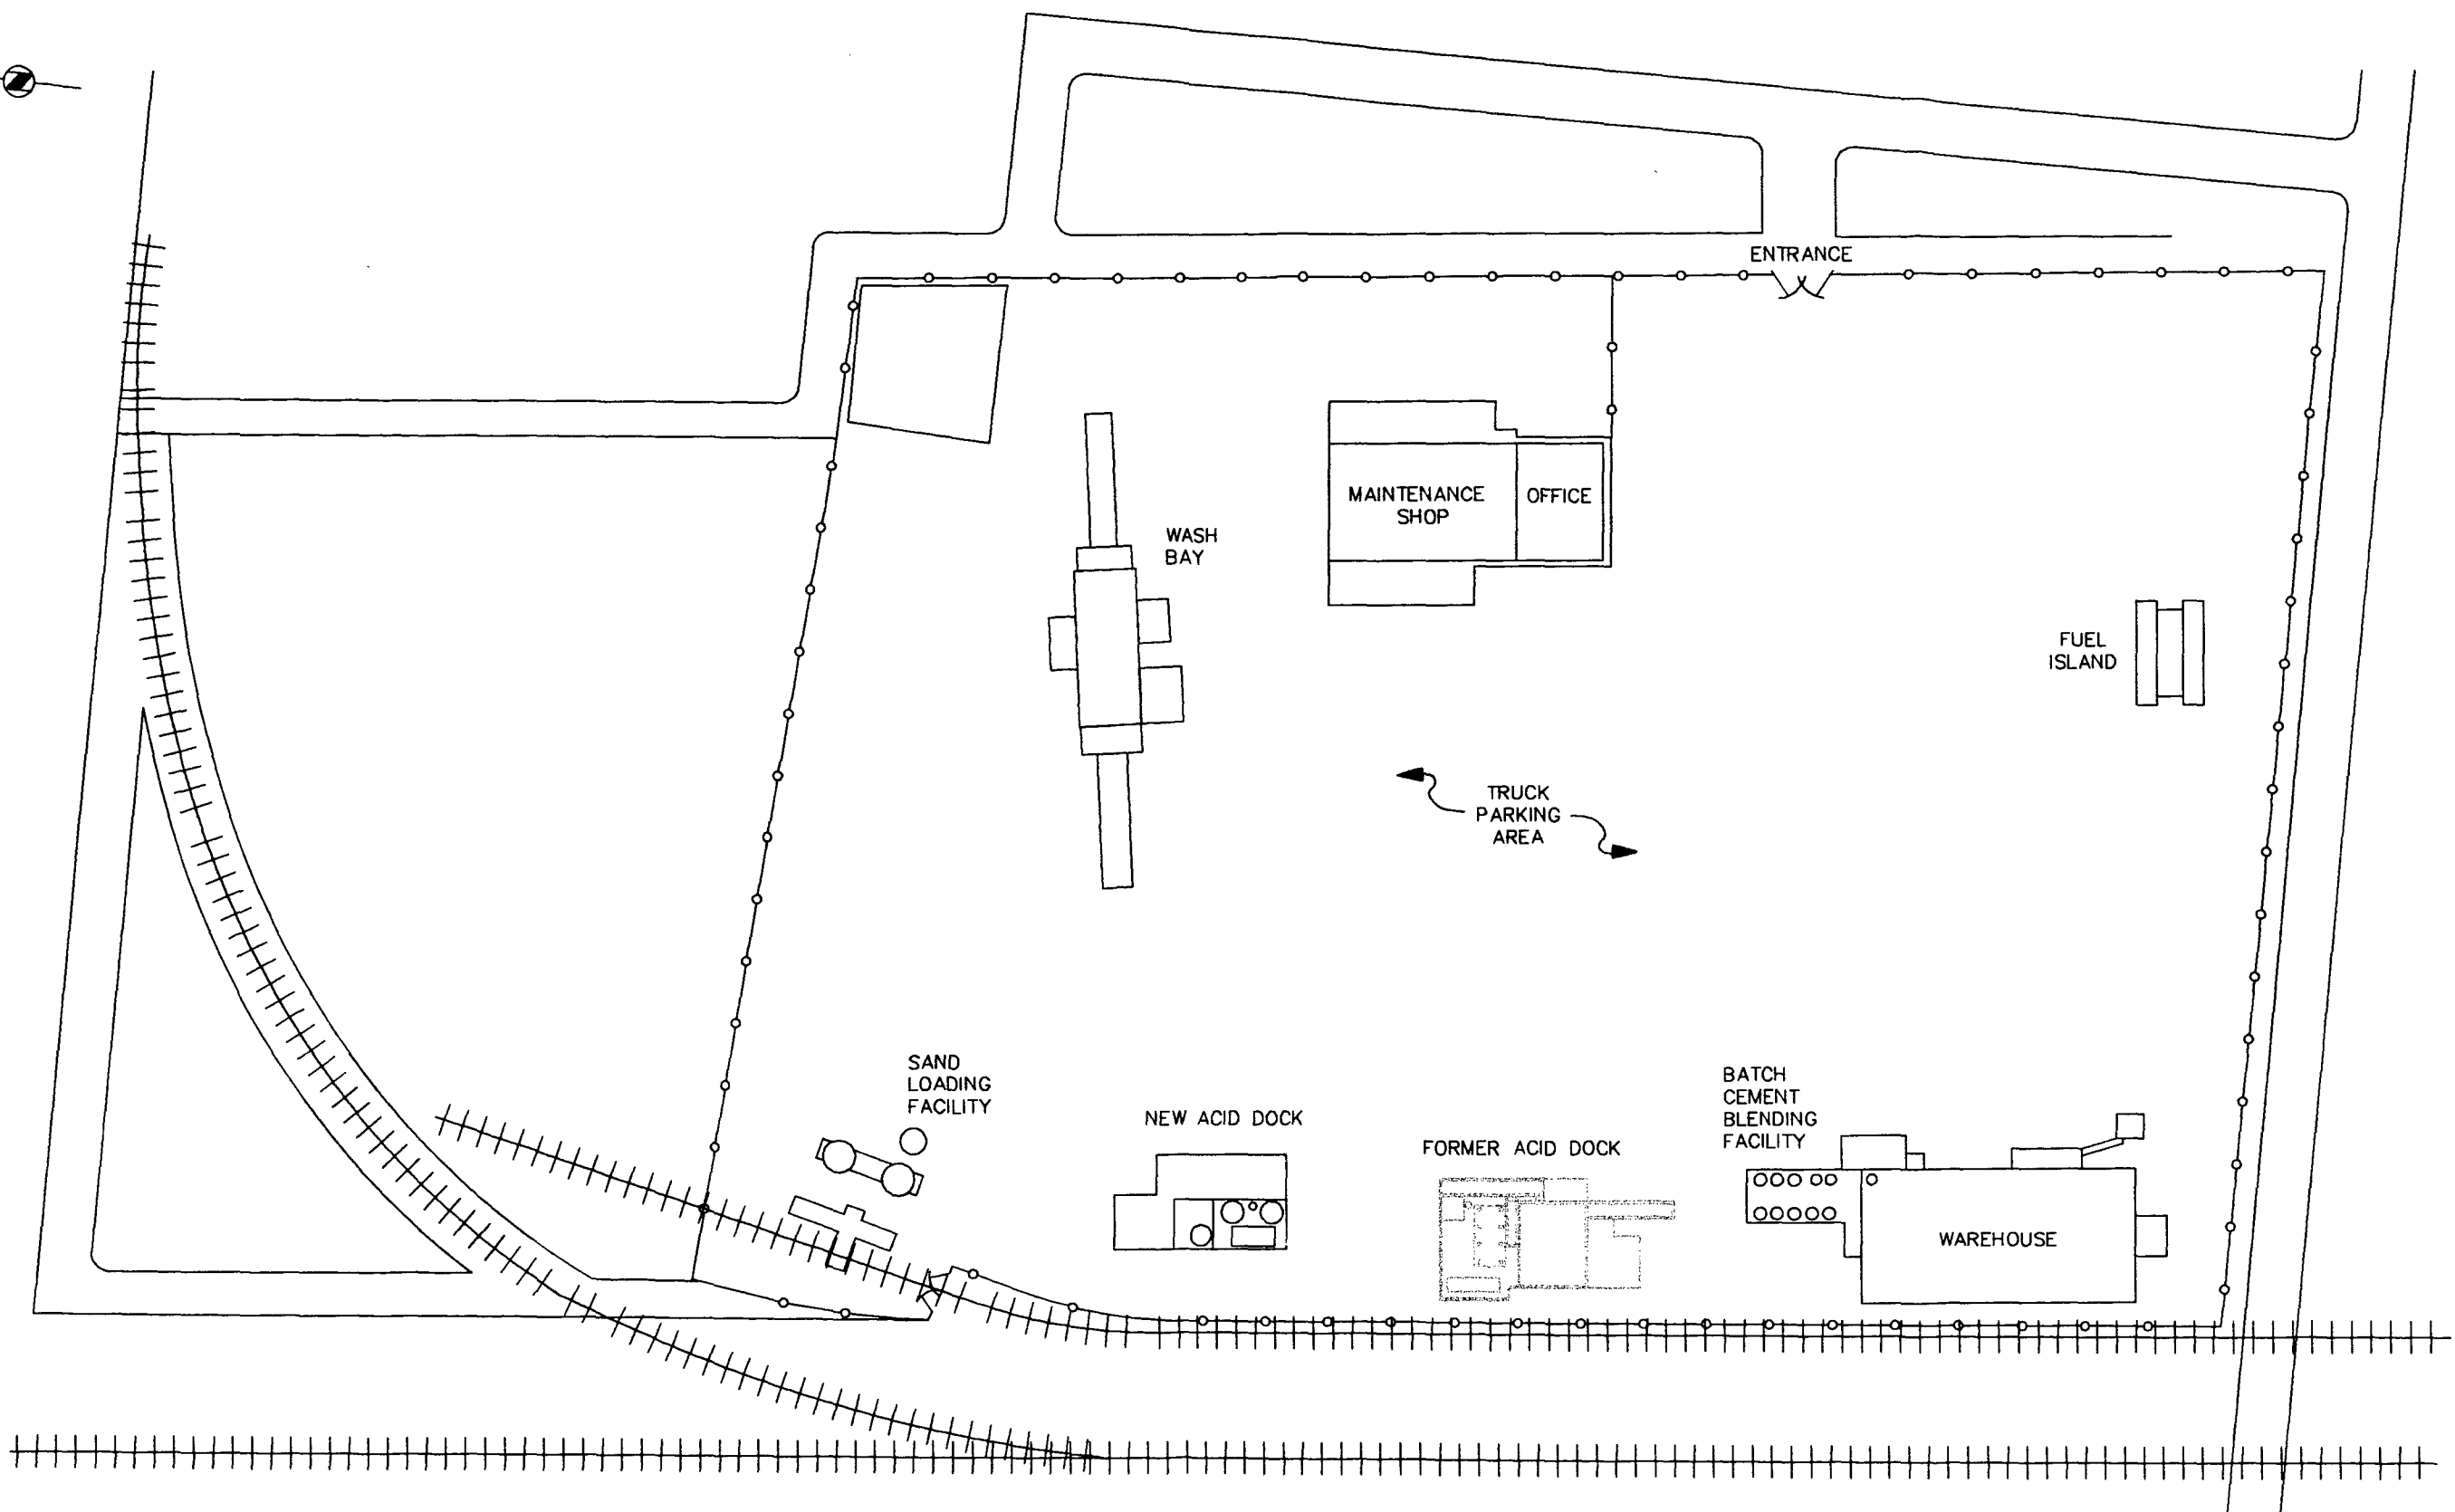 ENTRANCE
MAINTENANCE
SHOP
OFFICE
WASH
BAY
FUEL
ISLAND
TRUCK
PARKING
AREA
SAND
LOADING
FACILITY
NEW ACID DOCK
FORMER ACID DOCK
BATCH
CEMENT
BLENDING
FACILITY
WAREHOUSE